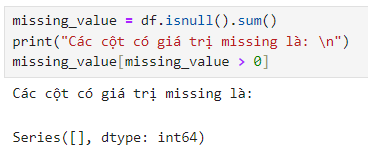 missing_value = df.isnull().sum()
print("Các cột có giá trị missing là: \n")
missing_value[missing_value > 0]
Các cột có giá trị missing là:
Series([], dtype: int64)